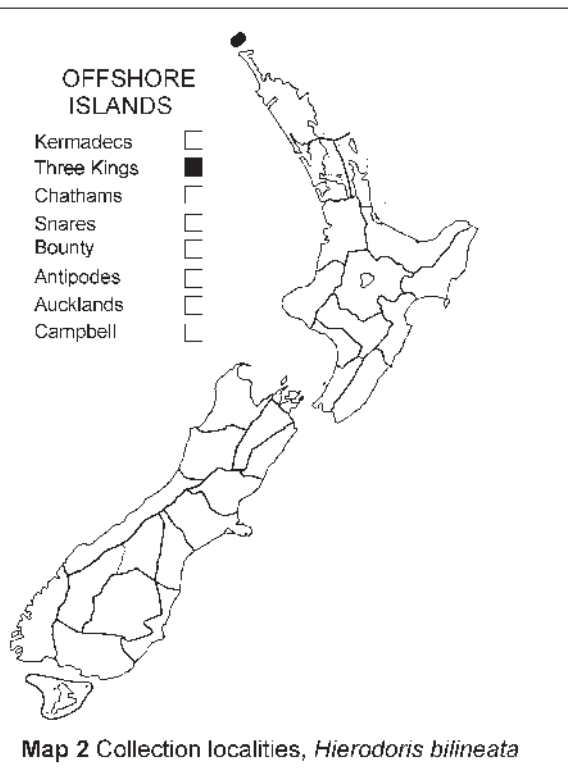 OFFSHORE
ISLANDS
Kermadecs
Three Kings
Chathams
Snares
Bounty
Antipodes
Aucklands
Campbell
Map 2 Collection localities, Hierodoris bilineata